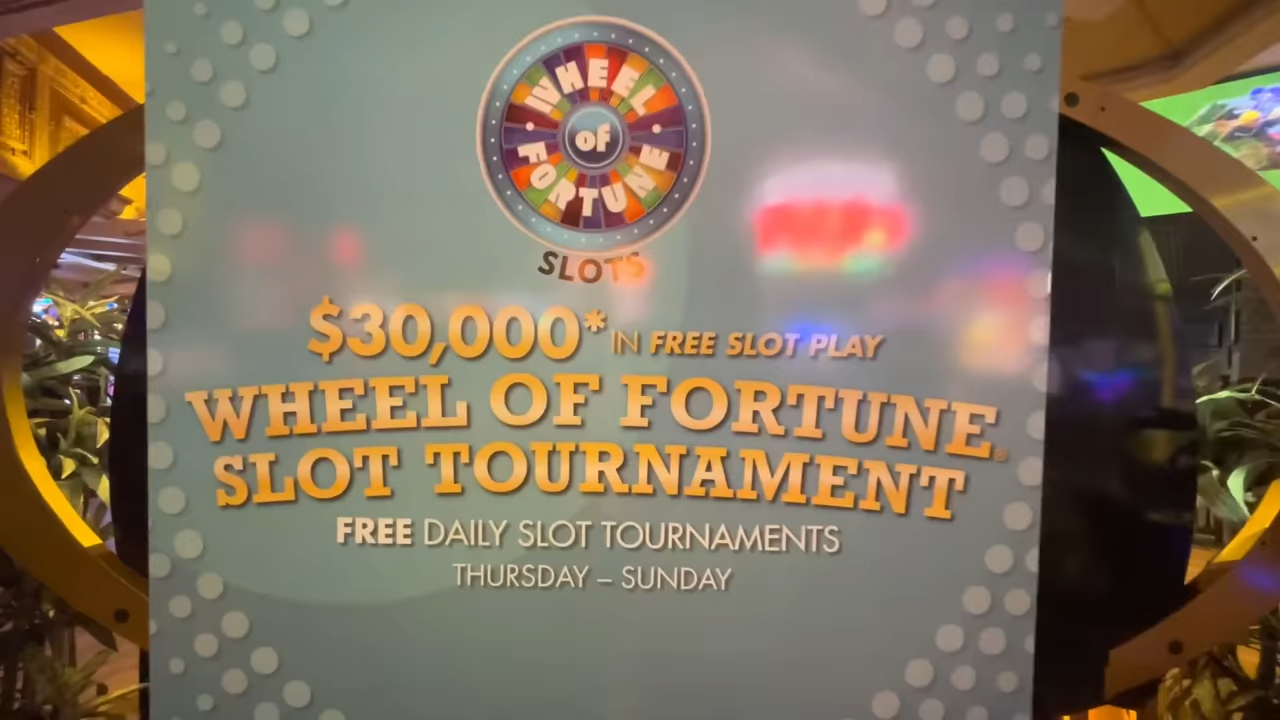 WHEEL
OF
FORTUNE
SLOTS
$30,000* IN FREE SLOT PLAY
WHEEL OF FORTUNE®
SLOT TOURNAMENT
FREE DAILY SLOT TOURNAMENTS
THURSDAY – SUNDAY